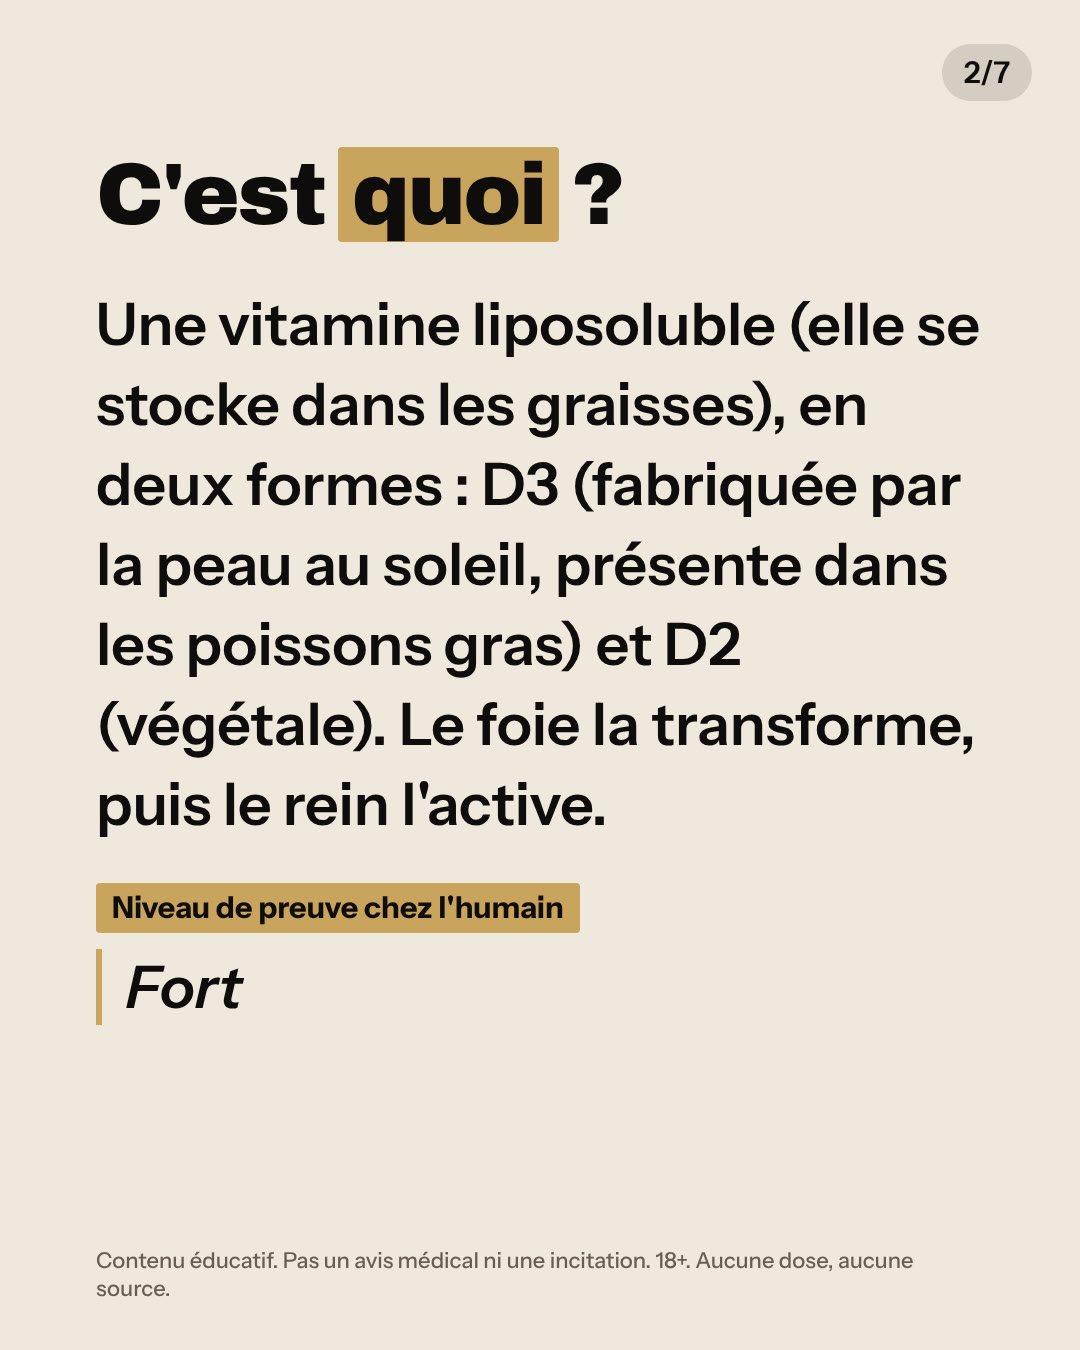 2/7
C'est quoi ?
Une vitamine liposoluble (elle se
stocke dans les graisses), en
deux formes : D3 (fabriquée par
la peau au soleil, présente dans
les poissons gras) et D2
(végétale). Le foie la transforme,
puis le rein l'active.
Niveau de preuve chez l'humain
Fort
Contenu éducatif. Pas un avis médical ni une incitation. 18+. Aucune dose, aucune
source.